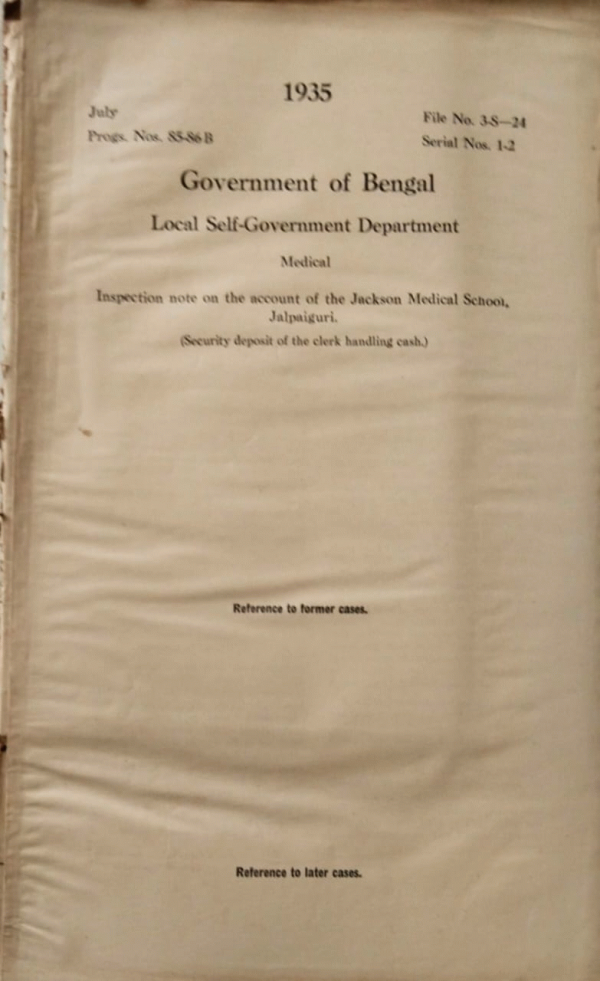 1935
July
File No. 3-S—24
Progs. Nos. 85-86 B
Serial Nos. 1-2
Government of Bengal
Local Self-Government Department
Medical
Inspection note on the account of the Jackson Medical School,
Jalpaiguri.
(Security deposit of the clerk handling cash.)
Reference to former cases.
Reference to later cases.